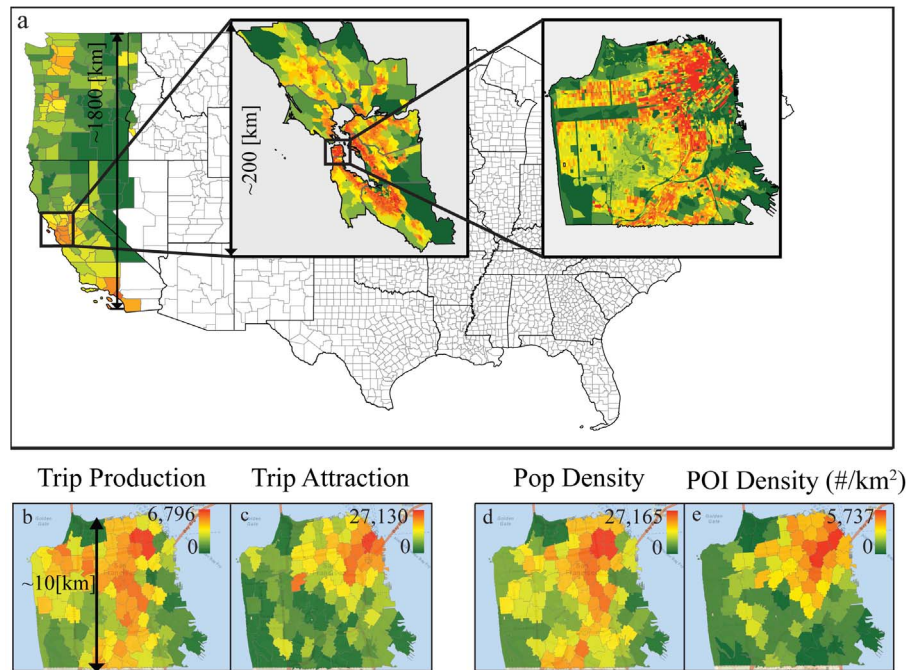 a
~1800 [km]
~200 [km]
Trip Production
Trip Attraction
Pop Density
POI Density (#/km²)
b
6,796
0
c
27,130
0
d
27,165
0
e
5,737
0
~10[km]